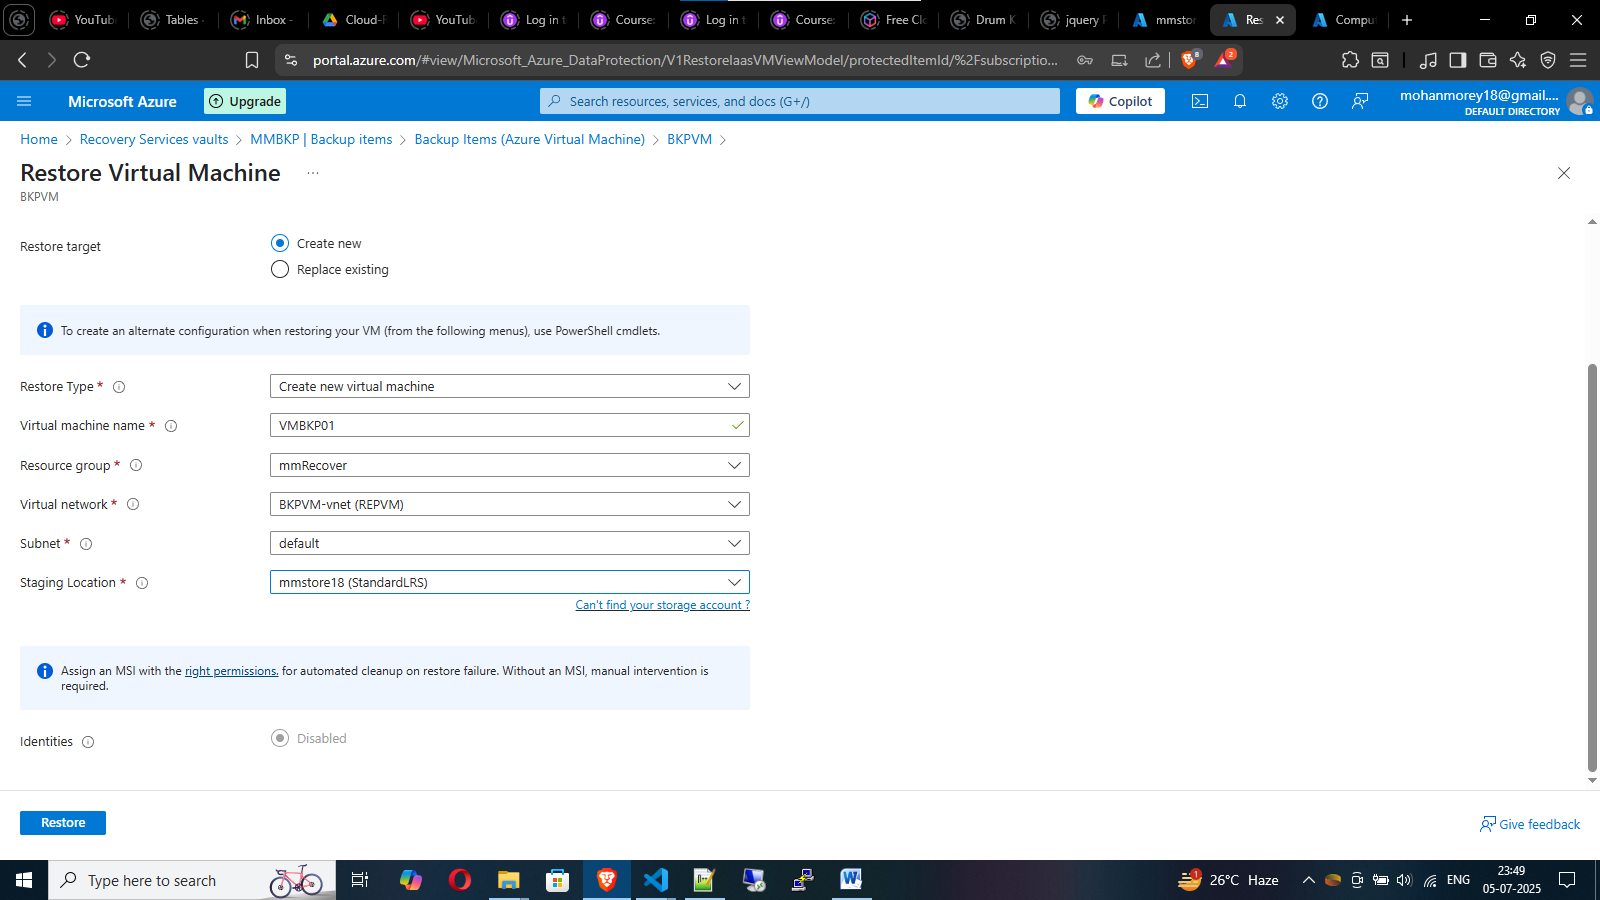 YouTub
Tables -
Inbox -
Cloud-F
YouTub
Log in t
Course:
Log in t
Course:
Free Clo
Drum K
jquery F
mmstor
Res
Comput
portal.azure.com/#view/Microsoft_Azure_DataProtection/V1RestoreIaasVMViewModel/protectedItemId/%2Fsubscriptio...
8
2
Microsoft Azure
Upgrade
Search resources, services, and docs (G+/)
Copilot
mohanmorey18@gmail....
DEFAULT DIRECTORY
Home > Recovery Services vaults > MMBKP | Backup items > Backup Items (Azure Virtual Machine) > BKPVM >
Restore Virtual Machine ...
BKPVM
Restore target
Create new
Replace existing
To create an alternate configuration when restoring your VM (from the following menus), use PowerShell cmdlets.
Restore Type * Create new virtual machine
Virtual machine name * VMBKP01
Resource group * mmRecover
Virtual network * BKPVM-vnet (REPVM)
Subnet * default
Staging Location * mmstore18 (StandardLRS)
Can't find your storage account ?
Assign an MSI with the right permissions. for automated cleanup on restore failure. Without an MSI, manual intervention is
required.
Identities Disabled
Restore
Give feedback
Type here to search
1
26°C Haze
ENG
23:49
05-07-2025